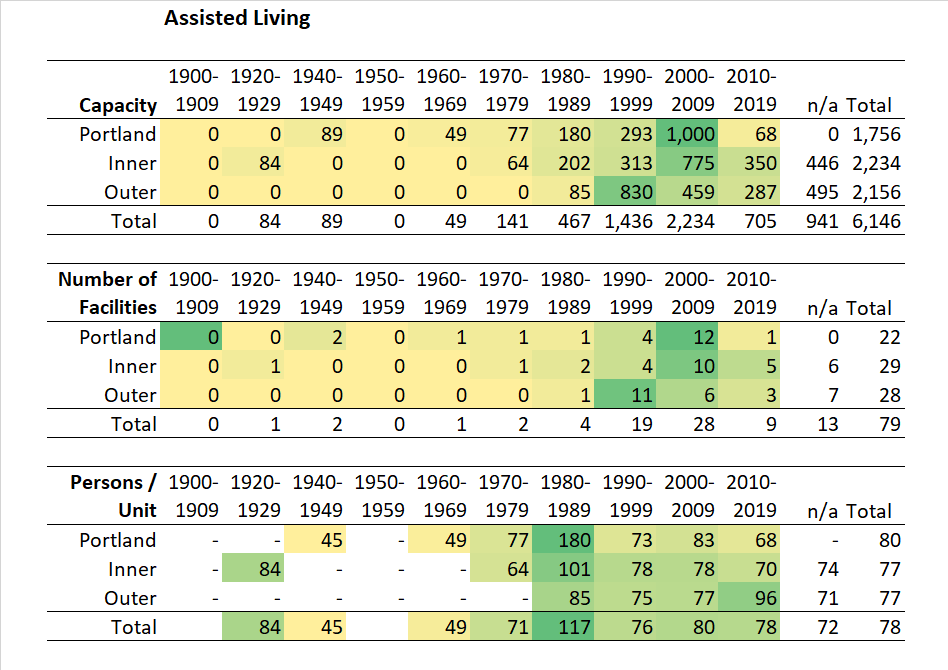 Assisted Living
1900- 1920- 1940- 1950- 1960- 1970- 1980- 1990- 2000- 2010-
Capacity 1909 1929 1949 1959 1969 1979 1989 1999 2009 2019 n/a Total
Portland 0 0 89 0 49 77 180 293 1,000 68 0 1,756
Inner 0 84 0 0 0 64 202 313 775 350 446 2,234
Outer 0 0 0 0 0 0 85 830 459 287 495 2,156
Total 0 84 89 0 49 141 467 1,436 2,234 705 941 6,146
Number of 1900- 1920- 1940- 1950- 1960- 1970- 1980- 1990- 2000- 2010-
Facilities 1909 1929 1949 1959 1969 1979 1989 1999 2009 2019 n/a Total
Portland 0 0 2 0 1 1 1 4 12 1 0 22
Inner 0 1 0 0 0 1 2 4 10 5 6 29
Outer 0 0 0 0 0 0 1 11 6 3 7 28
Total 0 1 2 0 1 2 4 19 28 9 13 79
Persons / 1900- 1920- 1940- 1950- 1960- 1970- 1980- 1990- 2000- 2010-
Unit 1909 1929 1949 1959 1969 1979 1989 1999 2009 2019 n/a Total
Portland - - 45 - 49 77 180 73 83 68 - 80
Inner - 84 - - - 64 101 78 78 70 74 77
Outer - - - - - - 85 75 77 96 71 77
Total 84 45 49 71 117 76 80 78 72 78